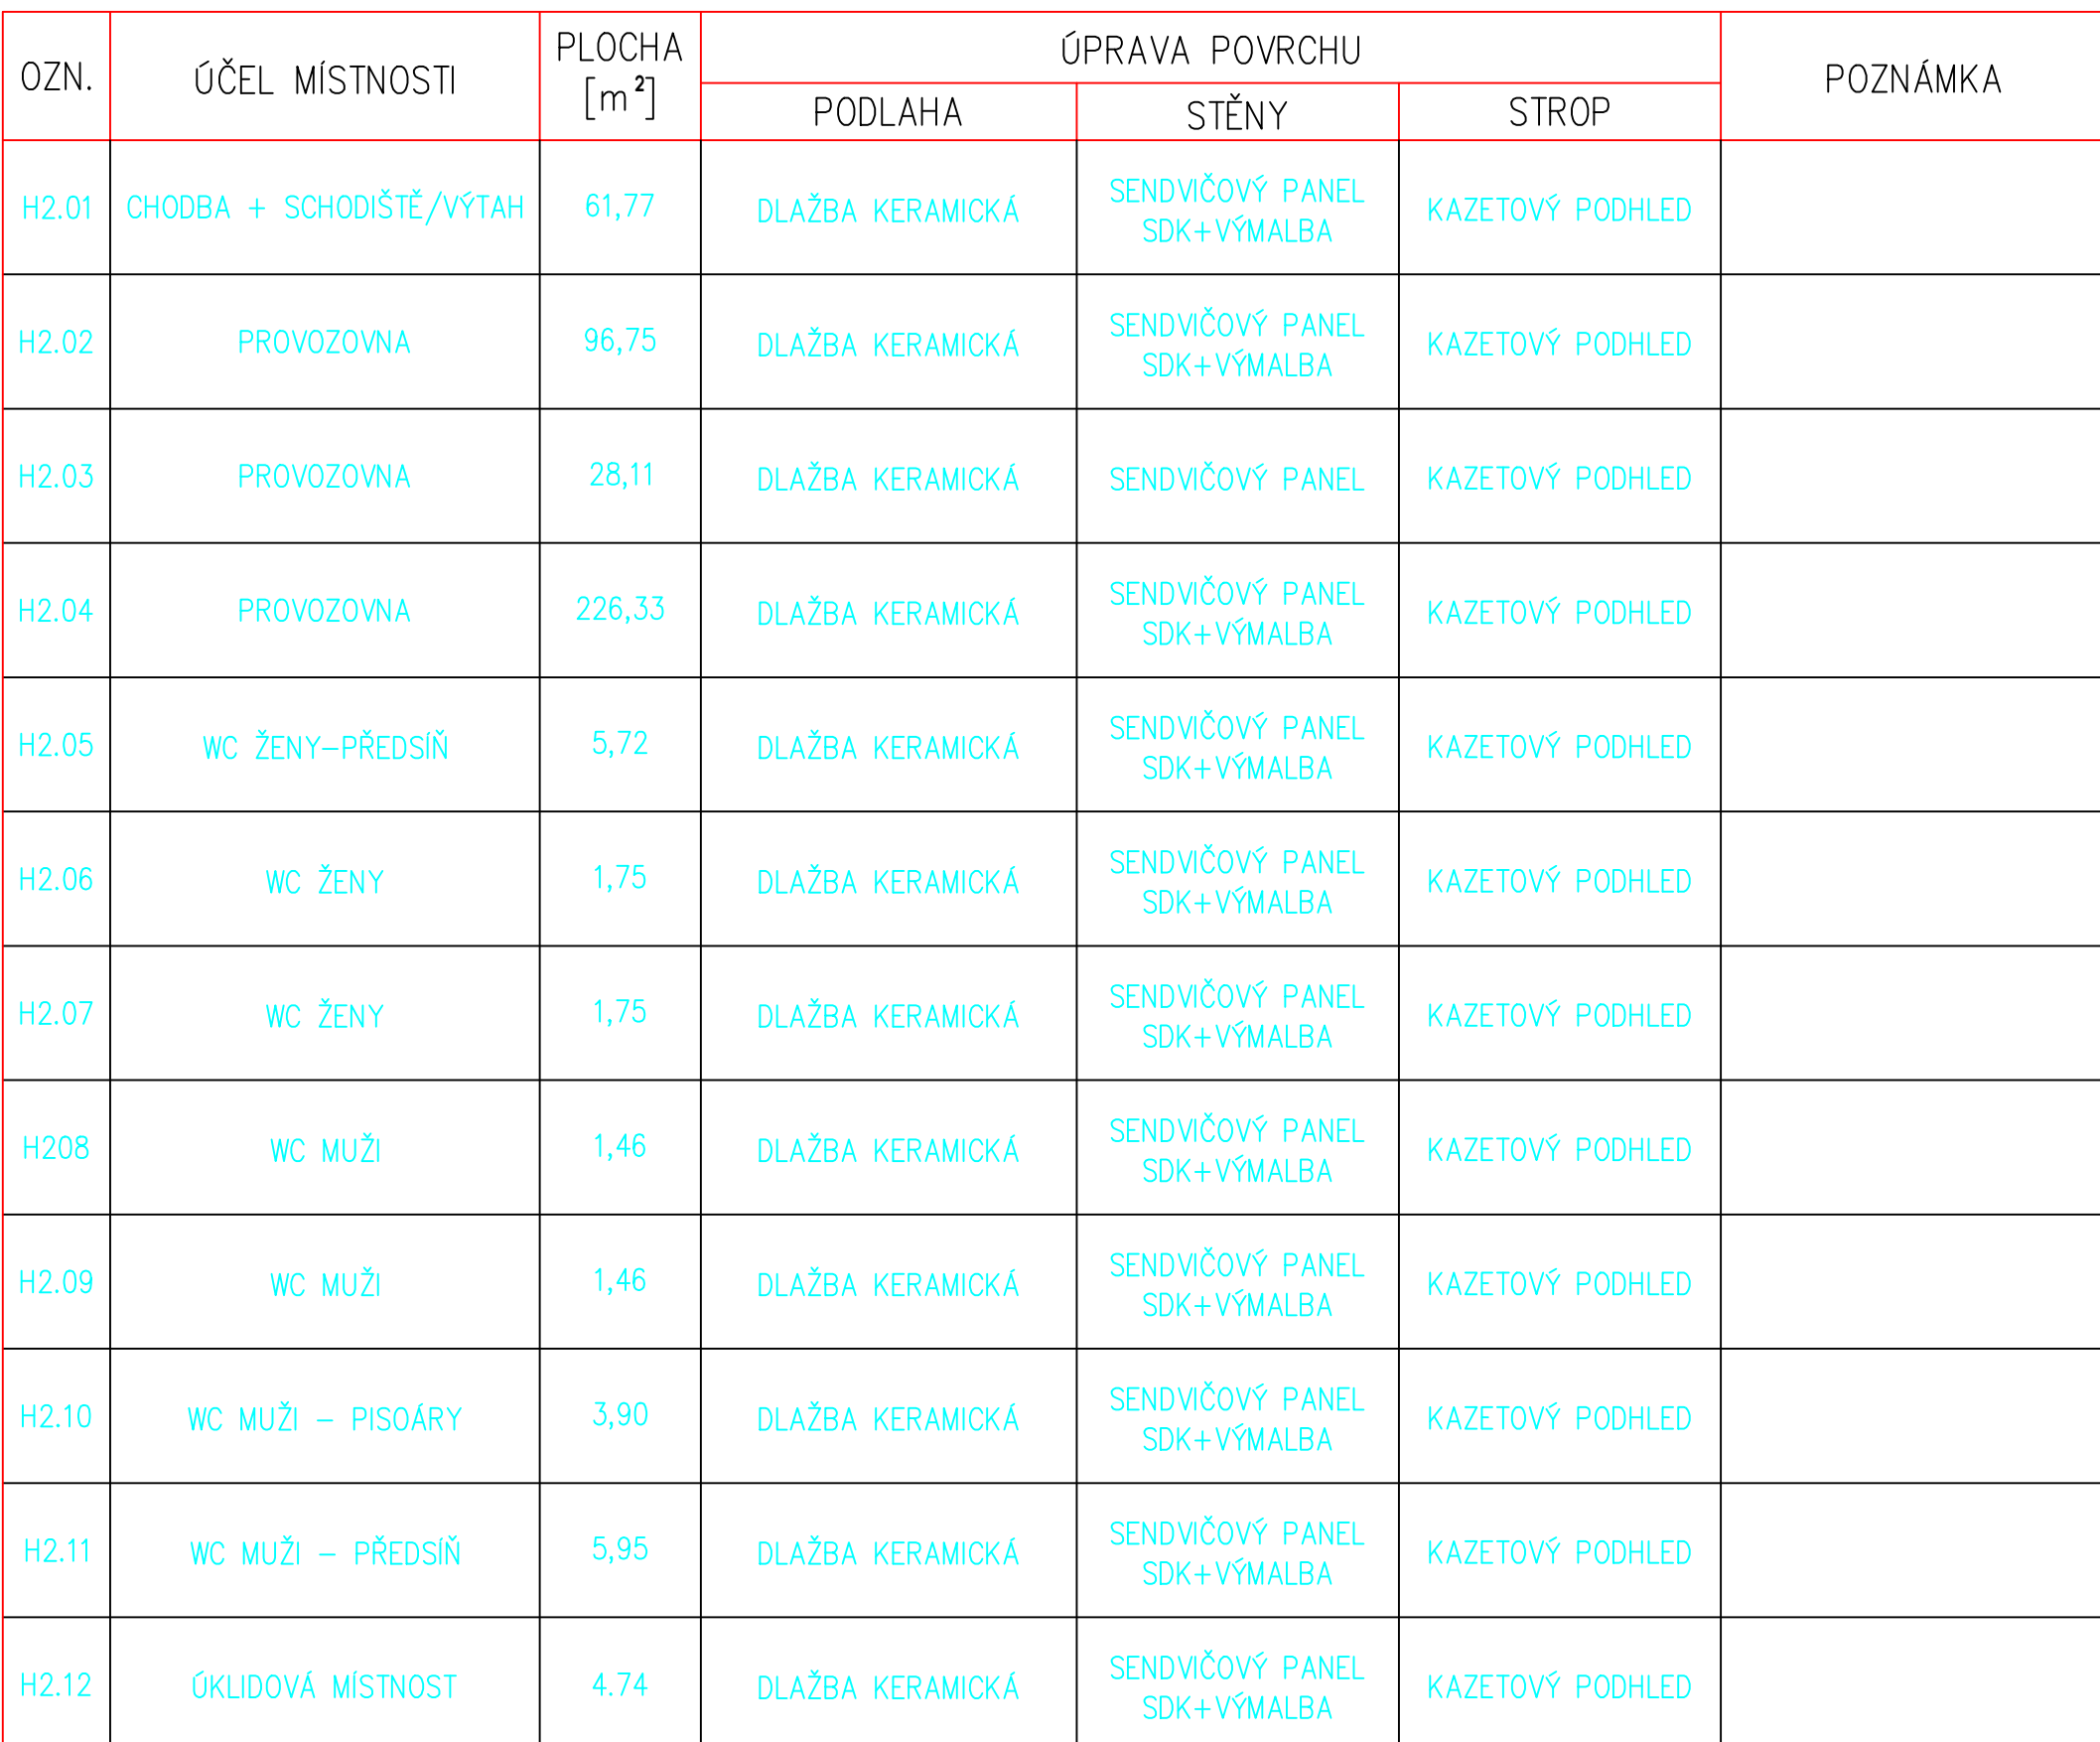 OZN. ÚČEL MÍSTNOSTI PLOCHA [m²] ÚPRAVA POVRCHU POZNÁMKA
PODLAHA STĚNY STROP
H2.01 CHODBA + SCHODIŠTĚ/VÝTAH 61,77 DLAŽBA KERAMICKÁ SENDVIČOVÝ PANEL KAZETOVÝ PODHLED
SDK+VÝMALBA
H2.02 PROVOZOVNA 96,75 DLAŽBA KERAMICKÁ SENDVIČOVÝ PANEL KAZETOVÝ PODHLED
SDK+VÝMALBA
H2.03 PROVOZOVNA 28,11 DLAŽBA KERAMICKÁ SENDVIČOVÝ PANEL KAZETOVÝ PODHLED
H2.04 PROVOZOVNA 226,33 DLAŽBA KERAMICKÁ SENDVIČOVÝ PANEL KAZETOVÝ PODHLED
SDK+VÝMALBA
H2.05 WC ŽENY-PŘEDSÍŇ 5,72 DLAŽBA KERAMICKÁ SENDVIČOVÝ PANEL KAZETOVÝ PODHLED
SDK+VÝMALBA
H2.06 WC ŽENY 1,75 DLAŽBA KERAMICKÁ SENDVIČOVÝ PANEL KAZETOVÝ PODHLED
SDK+VÝMALBA
H2.07 WC ŽENY 1,75 DLAŽBA KERAMICKÁ SENDVIČOVÝ PANEL KAZETOVÝ PODHLED
SDK+VÝMALBA
H208 WC MUŽI 1,46 DLAŽBA KERAMICKÁ SENDVIČOVÝ PANEL KAZETOVÝ PODHLED
SDK+VÝMALBA
H2.09 WC MUŽI 1,46 DLAŽBA KERAMICKÁ SENDVIČOVÝ PANEL KAZETOVÝ PODHLED
SDK+VÝMALBA
H2.10 WC MUŽI - PISOÁRY 3,90 DLAŽBA KERAMICKÁ SENDVIČOVÝ PANEL KAZETOVÝ PODHLED
SDK+VÝMALBA
H2.11 WC MUŽI - PŘEDSÍŇ 5,95 DLAŽBA KERAMICKÁ SENDVIČOVÝ PANEL KAZETOVÝ PODHLED
SDK+VÝMALBA
H2.12 ÚKLIDOVÁ MÍSTNOST 4.74 DLAŽBA KERAMICKÁ SENDVIČOVÝ PANEL KAZETOVÝ PODHLED
SDK+VÝMALBA